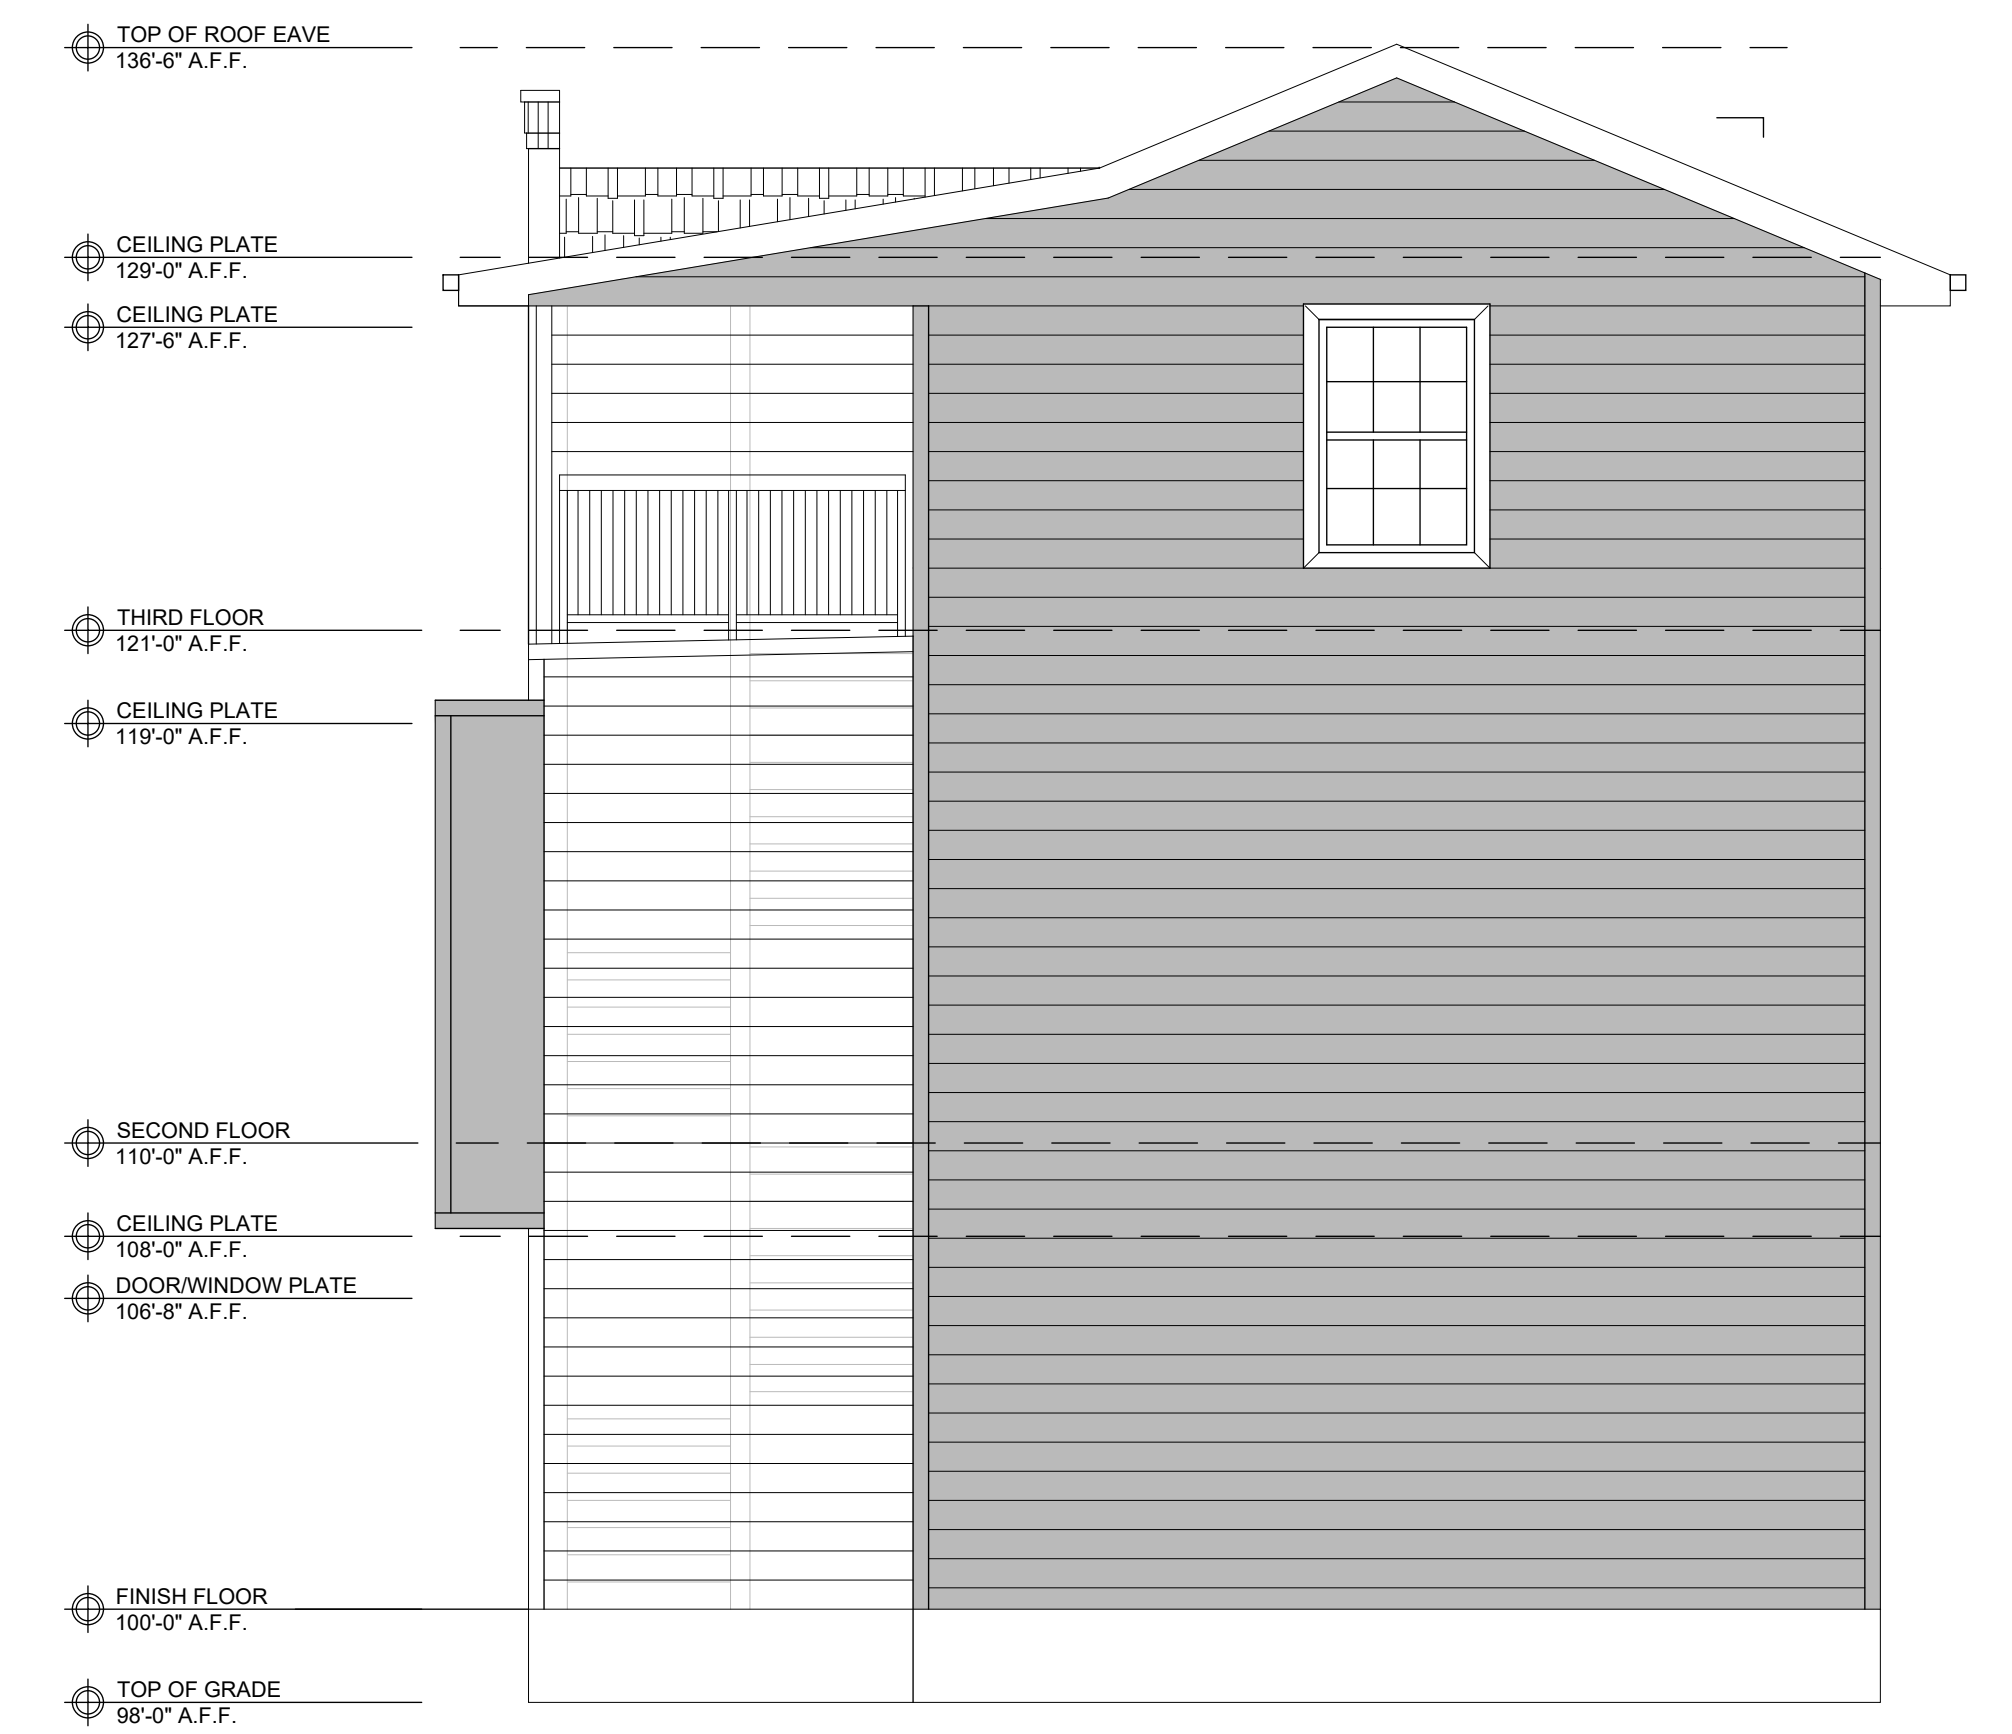 TOP OF ROOF EAVE
136'-6" A.F.F.
CEILING PLATE
129'-0" A.F.F.
CEILING PLATE
127'-6" A.F.F.
THIRD FLOOR
121'-0" A.F.F.
CEILING PLATE
119'-0" A.F.F.
SECOND FLOOR
110'-0" A.F.F.
CEILING PLATE
108'-0" A.F.F.
DOOR/WINDOW PLATE
106'-8" A.F.F.
FINISH FLOOR
100'-0" A.F.F.
TOP OF GRADE
98'-0" A.F.F.